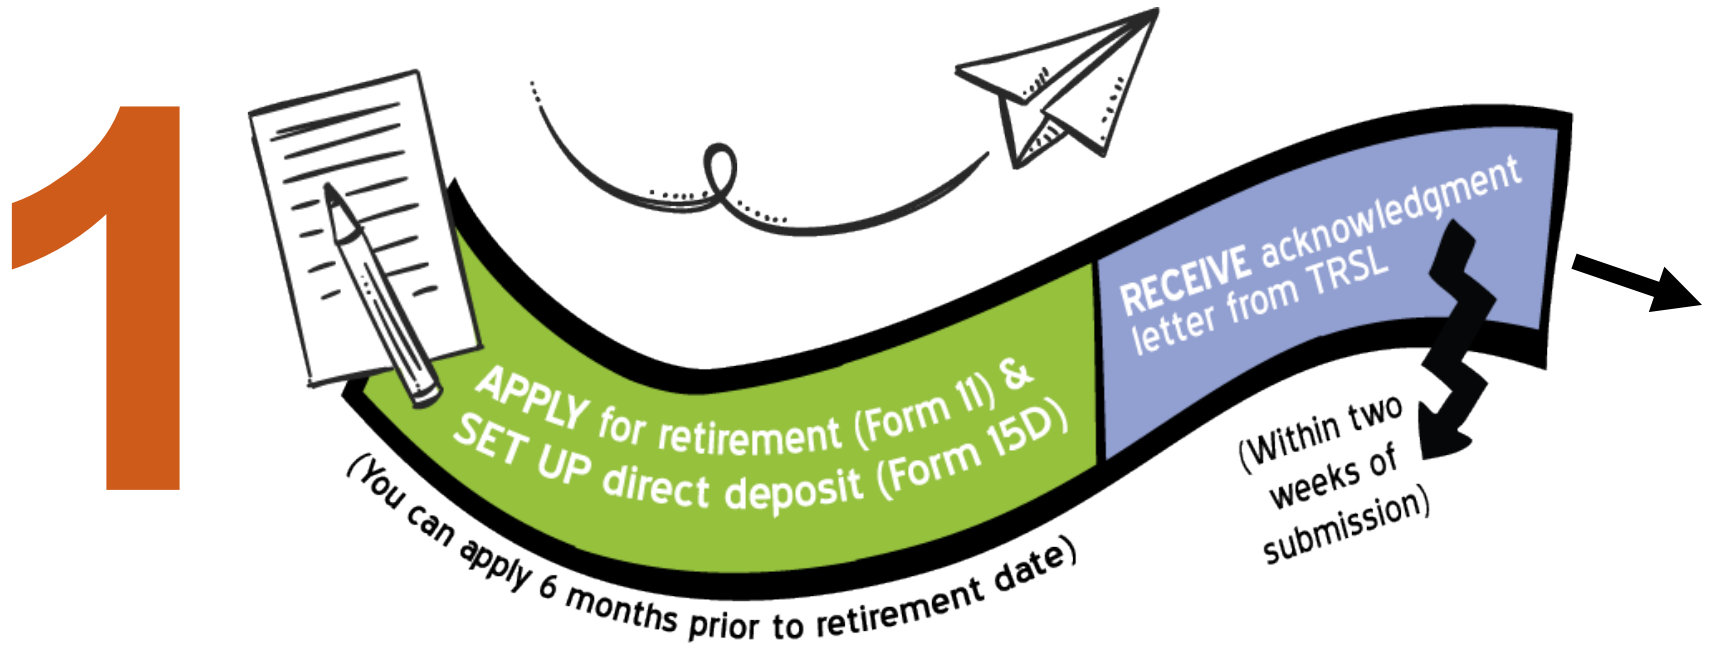 1
APPLY for retirement (Form 11) &
SET UP direct deposit (Form 15D)
(You can apply 6 months prior to retirement date)
RECEIVE acknowledgment
letter from TRSL
(Within two
weeks of
submission)